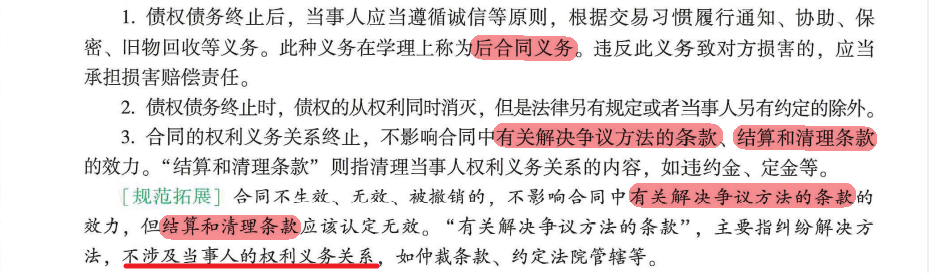 1. 债权债务终止后，当事人应当遵循诚信等原则，根据交易习惯履行通知、协助、保
密、旧物回收等义务。此种义务在学理上称为后合同义务。违反此义务致对方损害的，应当
承担损害赔偿责任。
2. 债权债务终止时，债权的从权利同时消灭，但是法律另有规定或者当事人另有约定的除外。
3. 合同的权利义务关系终止，不影响合同中有关解决争议方法的条款、结算和清理条款
的效力。“结算和清理条款”则指清理当事人权利义务关系的内容，如违约金、定金等。
［规范拓展］合同不生效、无效、被撤销的，不影响合同中有关解决争议方法的条款的
效力，但结算和清理条款应该认定无效。“有关解决争议方法的条款”，主要指纠纷解决方
法，不涉及当事人的权利义务关系，如仲裁条款、约定法院管辖等。